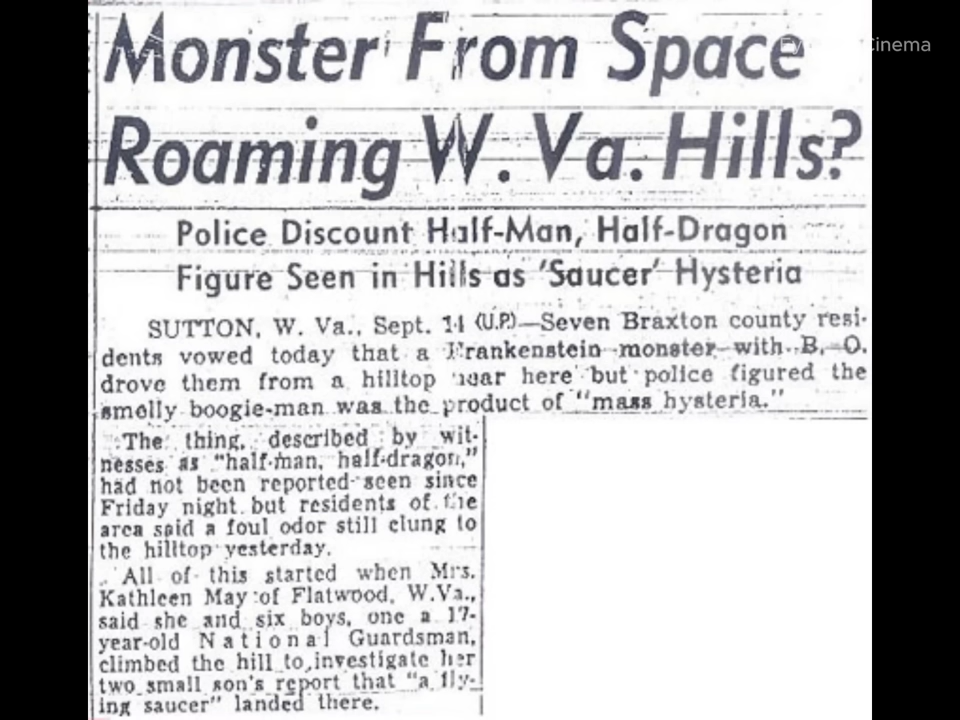 Monster From Space
Roaming W. Va. Hills?
Police Discount Half-Man, Half-Dragon
Figure Seen in Hills as 'Saucer' Hysteria
SUTTON, W. Va., Sept. 14 (U.P.)—Seven Braxton county resi-
dents vowed today that a Frankenstein monster with B. O.
drove them from a hilltop near here but police figured the
smelly boogie-man was the product of "mass hysteria."
The thing, described by wit-
nesses as "half-man, half-dragon,"
had not been reported seen since
Friday night but residents of the
area said a foul odor still clung to
the hilltop yesterday.
All of this started when Mrs.
Kathleen May of Flatwood, W.Va.,
said she and six boys, one a 17-
year-old National Guardsman,
climbed the hill to investigate her
two small son's report that "a fly-
ing saucer" landed there.
Cinema